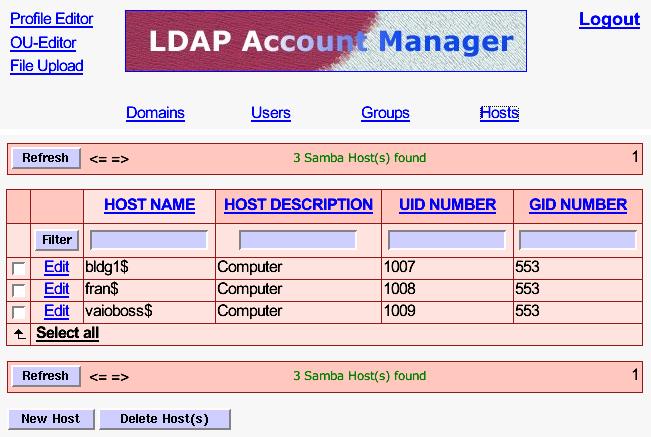 Profile Editor
OU-Editor
File Upload
LDAP Account Manager
Logout
Domains Users Groups Hosts
Refresh <= => 3 Samba Host(s) found 1
HOST NAME HOST DESCRIPTION UID NUMBER GID NUMBER
Filter
Edit bldg1$ Computer 1007 553
Edit fran$ Computer 1008 553
Edit vaioboss$ Computer 1009 553
Select all
Refresh <= => 3 Samba Host(s) found 1
New Host Delete Host(s)